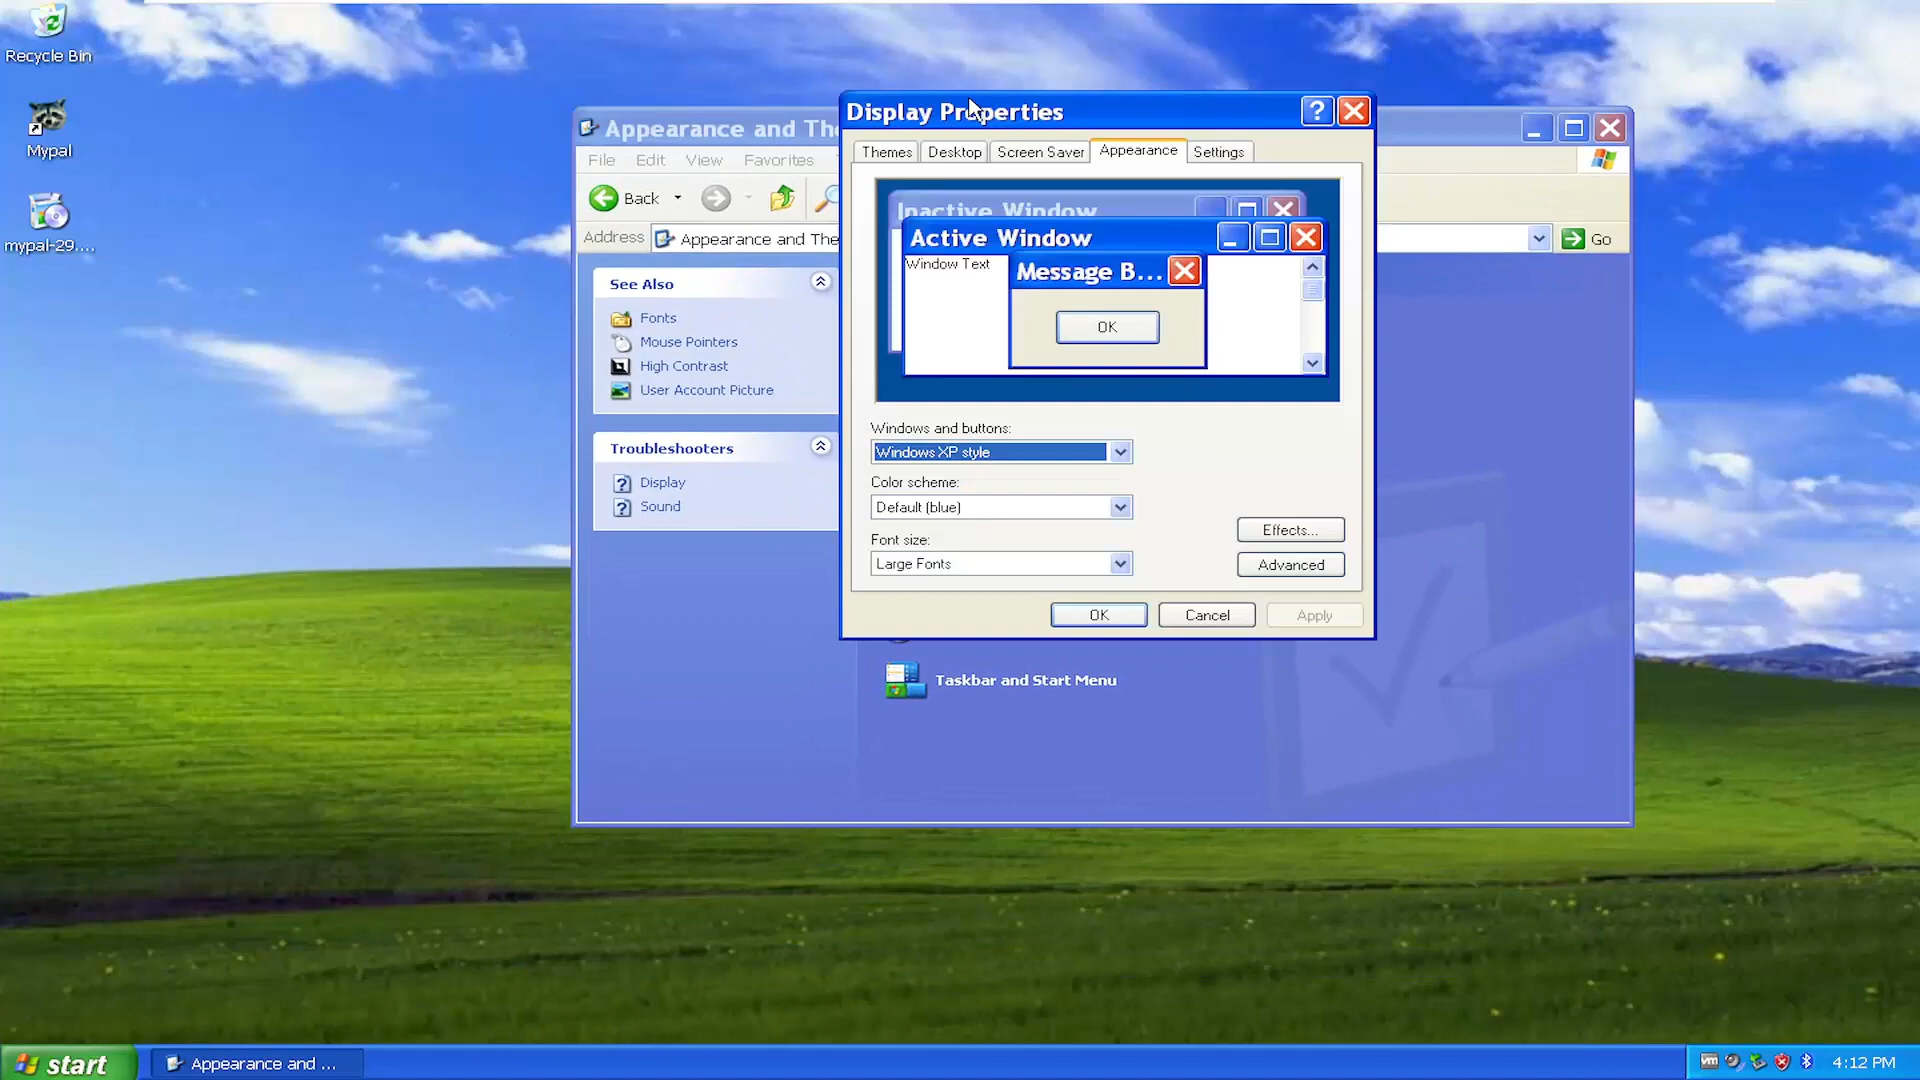 Recycle Bin
Mypal
mypal-29....
Appearance and The
File Edit View Favorites
Back
Address Appearance and The
Go
See Also
Fonts
Mouse Pointers
High Contrast
User Account Picture
Troubleshooters
Display
Sound
Taskbar and Start Menu
Display Properties
Themes Desktop Screen Saver Appearance Settings
Inactive Window
Active Window
Window Text
Message B...
OK
Windows and buttons:
Windows XP style
Color scheme:
Default (blue)
Font size:
Large Fonts
Effects...
Advanced
OK Cancel Apply
start
Appearance and ...
vm
4:12 PM